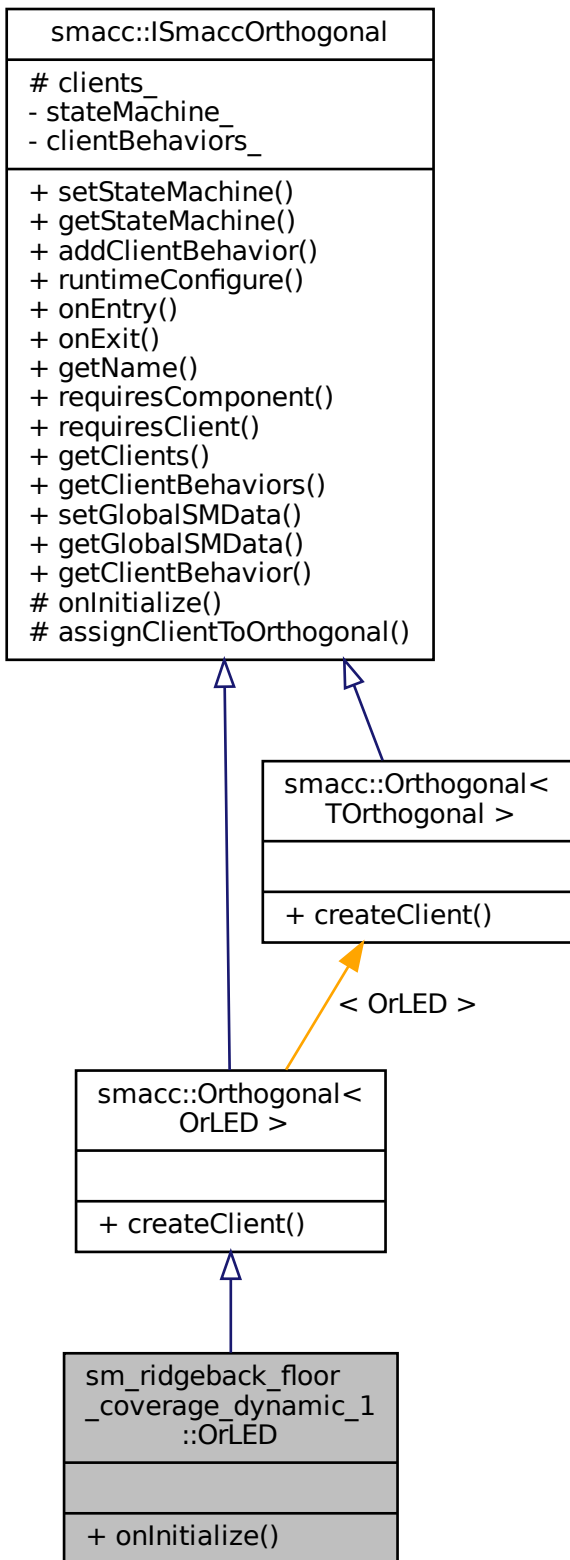 smacc::ISmaccOrthogonal
# clients_
- stateMachine_
- clientBehaviors_
+ setStateMachine()
+ getStateMachine()
+ addClientBehavior()
+ runtimeConfigure()
+ onEntry()
+ onExit()
+ getName()
+ requiresComponent()
+ requiresClient()
+ getClients()
+ getClientBehaviors()
+ setGlobalSMData()
+ getGlobalSMData()
+ getClientBehavior()
# onInitialize()
# assignClientToOrthogonal()
smacc::Orthogonal<
TOrthogonal >
+ createClient()
< OrLED >
smacc::Orthogonal<
OrLED >
+ createClient()
sm_ridgeback_floor
_coverage_dynamic_1
::OrLED
+ onInitialize()